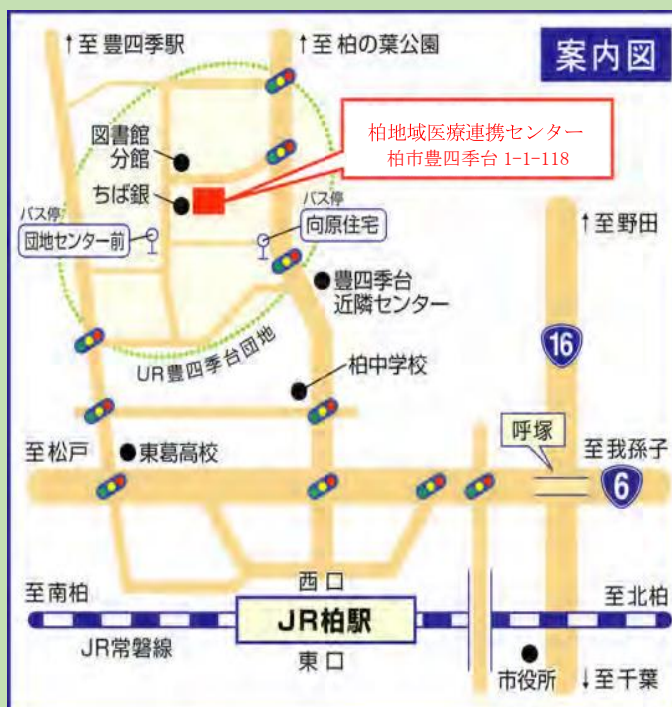 ↑至 豊四季駅
↑至 柏の葉公園
案内図
柏地域医療連携センター
柏市豊四季台 1-1-118
図書館
分館
ちば銀
バス停
団地センター前
バス停
向原住宅
↑至野田
豊四季台
近隣センター
UR豊四季台団地
16
柏中学校
呼塚
至松戸
東葛高校
至我孫子
6
西口
至南柏
JR柏駅
至北柏
JR常磐線
東口
市役所
↓至千葉